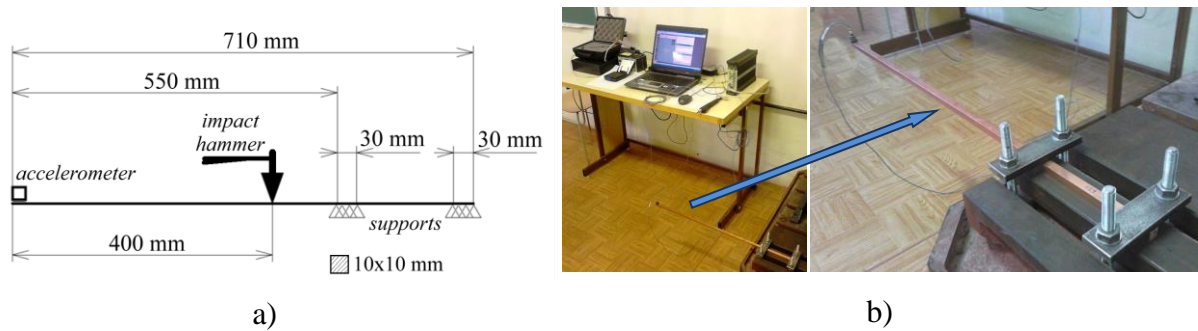 710 mm
550 mm
impact
hammer
30 mm
30 mm
accelerometer
supports
400 mm
10x10 mm
a)
b)